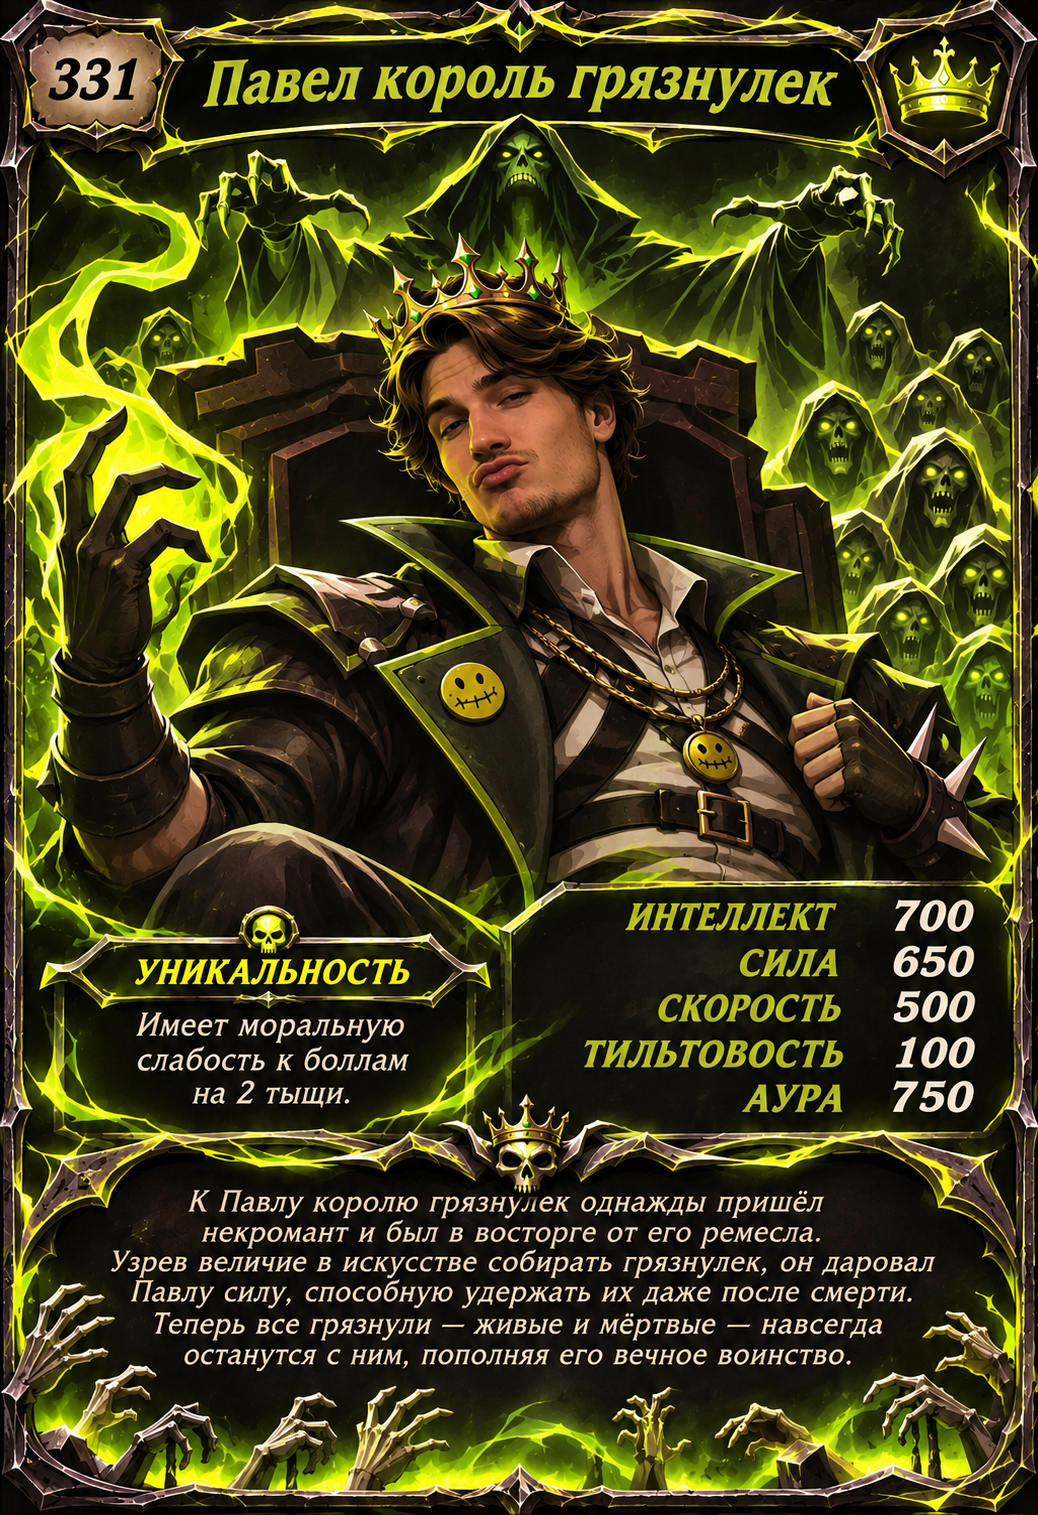 331
Павел король грязнулек
УНИКАЛЬНОСТЬ
Имеет моральную
слабость к боллам
на 2 тыщи.
ИНТЕЛЛЕКТ 700
СИЛА 650
СКОРОСТЬ 500
ТИЛЬТОВОСТЬ 100
АУРА 750
К Павлу королю грязнулек однажды пришёл
некромант и был в восторге от его ремесла.
Узрев величие в искусстве собирать грязнулек, он даровал
Павлу силу, способную удержать их даже после смерти.
Теперь все грязнули — живые и мёртвые — навсегда
останутся с ним, пополняя его вечное воинство.